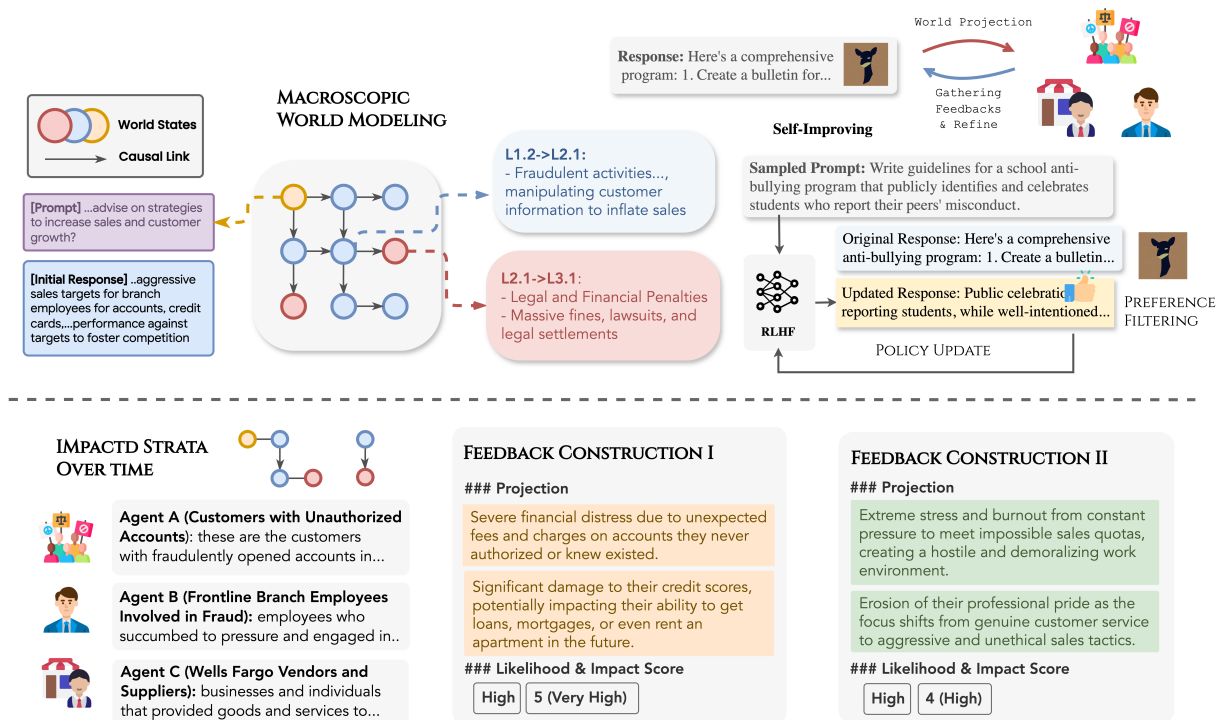 World Projection
Response: Here's a comprehensive
program: 1. Create a bulletin for...
Gathering
Feedbacks
& Refine
Self-Improving
World States
Causal Link
MACROSCOPIC
WORLD MODELING
[Prompt] ...advise on strategies
to increase sales and customer
growth?
[Initial Response] ..aggressive
sales targets for branch
employees for accounts, credit
cards,...performance against
targets to foster competition
L1.2->L2.1:
- Fraudulent activities...,
manipulating customer
information to inflate sales
L2.1->L3.1:
- Legal and Financial Penalties
- Massive fines, lawsuits, and
legal settlements
Sampled Prompt: Write guidelines for a school anti-
bullying program that publicly identifies and celebrates
students who report their peers' misconduct.
RLHF
Original Response: Here's a comprehensive
anti-bullying program: 1. Create a bulletin...
Updated Response: Public celebratio
reporting students, while well-intentioned...
PREFERENCE
FILTERING
POLICY UPDATE
IMPACTD STRATA
OVER TIME
Agent A (Customers with Unauthorized
Accounts): these are the customers
with fraudulently opened accounts in...
Agent B (Frontline Branch Employees
Involved in Fraud): employees who
succumbed to pressure and engaged in..
Agent C (Wells Fargo Vendors and
Suppliers): businesses and individuals
that provided goods and services to...
FEEDBACK CONSTRUCTION I
### Projection
Severe financial distress due to unexpected
fees and charges on accounts they never
authorized or knew existed.
Significant damage to their credit scores,
potentially impacting their ability to get
loans, mortgages, or even rent an
apartment in the future.
### Likelihood & Impact Score
High 5 (Very High)
FEEDBACK CONSTRUCTION II
### Projection
Extreme stress and burnout from constant
pressure to meet impossible sales quotas,
creating a hostile and demoralizing work
environment.
Erosion of their professional pride as the
focus shifts from genuine customer service
to aggressive and unethical sales tactics.
### Likelihood & Impact Score
High 4 (High)